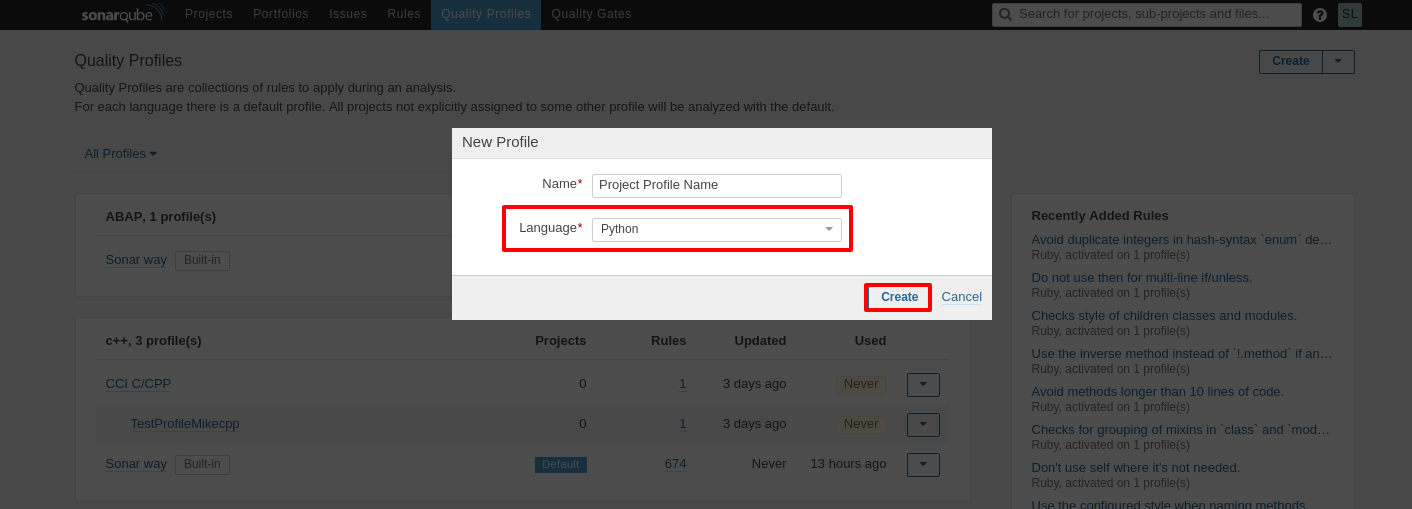 sonarqube Projects Portfolios Issues Rules Quality Profiles Quality Gates Search for projects, sub-projects and files... ? SL
Quality Profiles
Create
Quality Profiles are collections of rules to apply during an analysis.
For each language there is a default profile. All projects not explicitly assigned to some other profile will be analyzed with the default.
All Profiles
New Profile
Name* Project Profile Name
Language* Python
Create Cancel
ABAP, 1 profile(s)
Sonar way Built-in
c++, 3 profile(s) Projects Rules Updated Used
CCI C/CPP 0 1 3 days ago Never
TestProfileMikecpp 0 1 3 days ago Never
Sonar way Built-in Default 674 Never 13 hours ago
Recently Added Rules
Avoid duplicate integers in hash-syntax `enum` de...
Ruby, activated on 1 profile(s)
Do not use then for multi-line if/unless.
Ruby, activated on 1 profile(s)
Checks style of children classes and modules.
Ruby, activated on 1 profile(s)
Use the inverse method instead of `!.method` if an...
Ruby, activated on 1 profile(s)
Avoid methods longer than 10 lines of code.
Ruby, activated on 1 profile(s)
Checks for grouping of mixins in `class` and `mod...
Ruby, activated on 1 profile(s)
Don't use self where it's not needed.
Ruby, activated on 1 profile(s)
Use the configured style when naming methods.